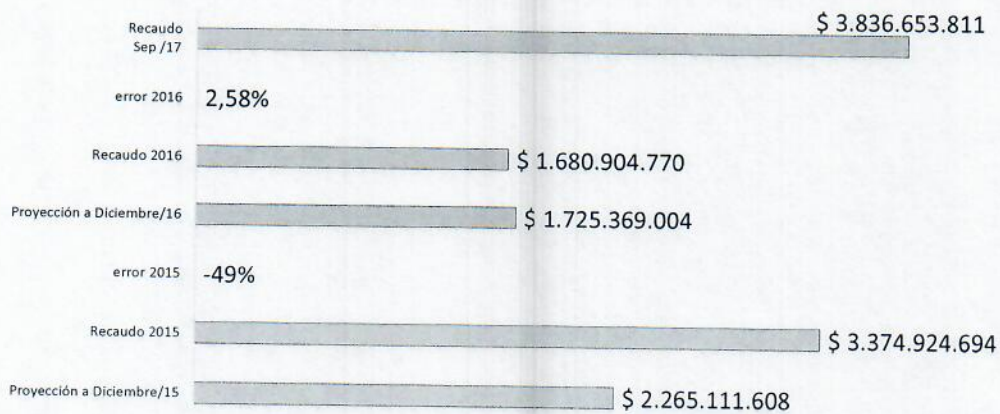 $ 3.836.653.811
Recaudo
Sep /17
error 2016 2,58%
Recaudo 2016 $ 1.680.904.770
Proyección a Diciembre/16 $ 1.725.369.004
error 2015 -49%
Recaudo 2015 $ 3.374.924.694
Proyección a Diciembre/15 $ 2.265.111.608